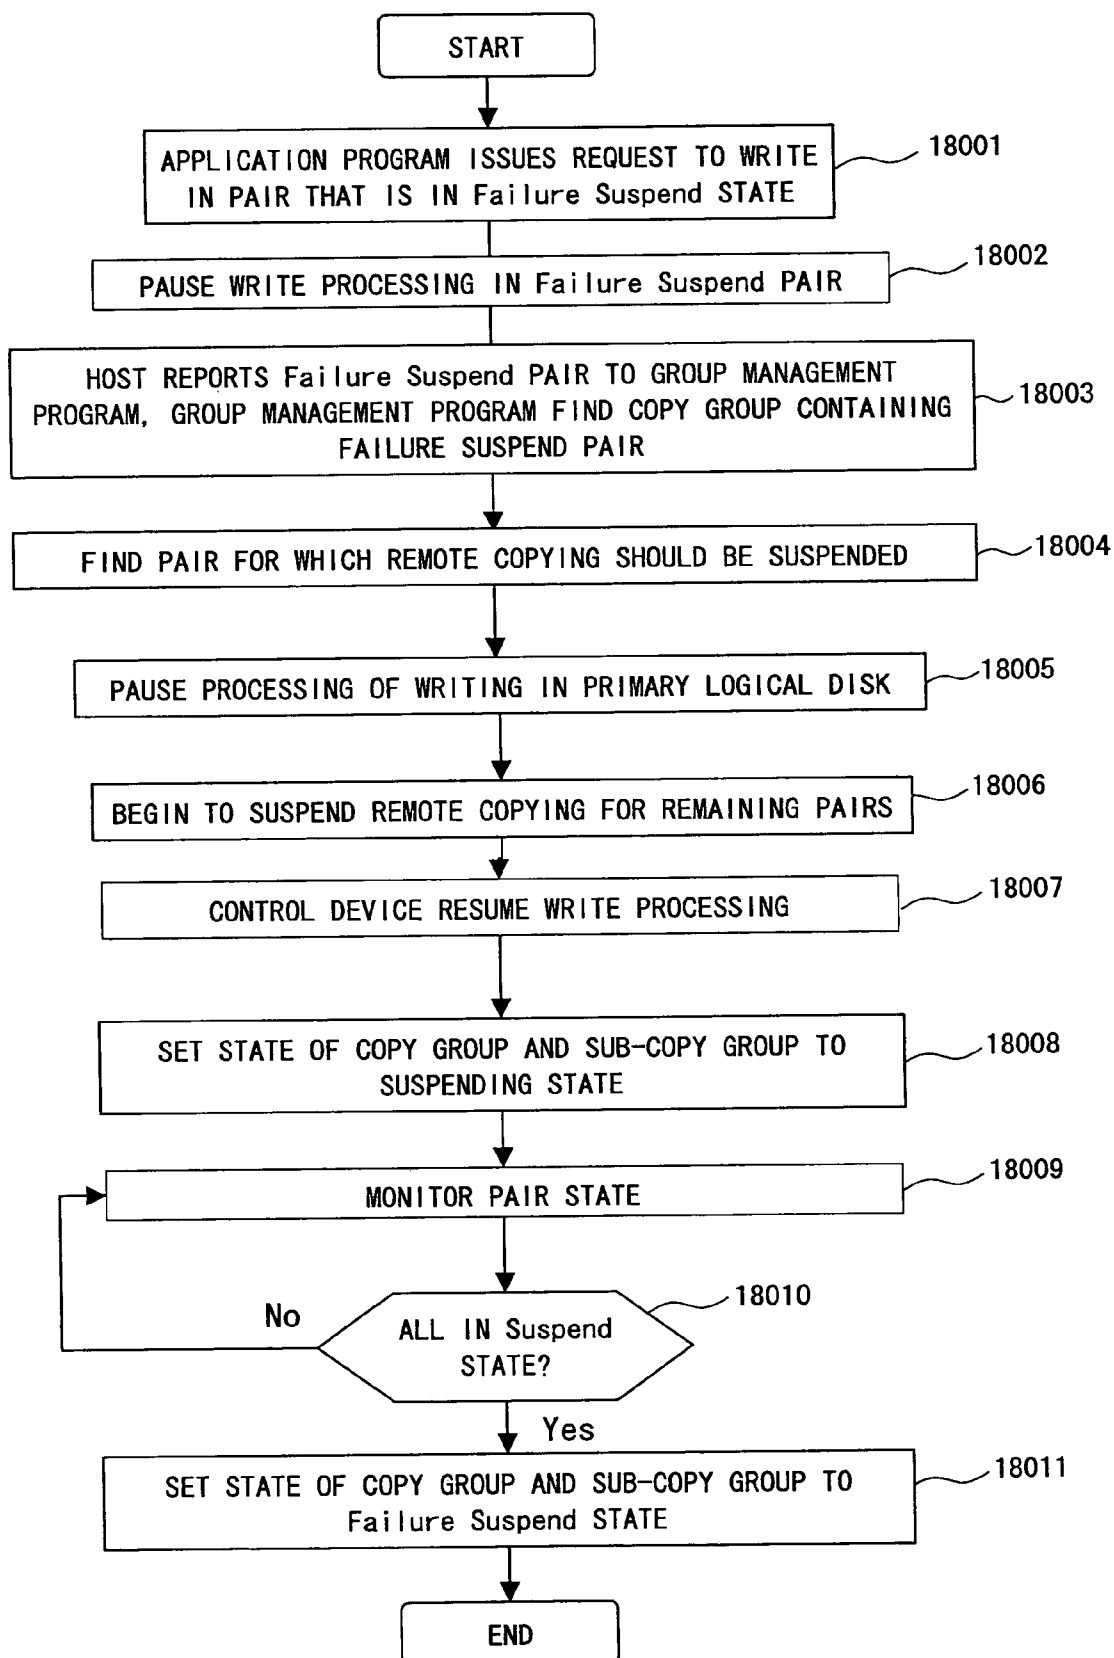 START
APPLICATION PROGRAM ISSUES REQUEST TO WRITE
IN PAIR THAT IS IN Failure Suspend STATE
18001
PAUSE WRITE PROCESSING IN Failure Suspend PAIR
18002
HOST REPORTS Failure Suspend PAIR TO GROUP MANAGEMENT
PROGRAM, GROUP MANAGEMENT PROGRAM FIND COPY GROUP CONTAINING
FAILURE SUSPEND PAIR
18003
FIND PAIR FOR WHICH REMOTE COPYING SHOULD BE SUSPENDED
18004
PAUSE PROCESSING OF WRITING IN PRIMARY LOGICAL DISK
18005
BEGIN TO SUSPEND REMOTE COPYING FOR REMAINING PAIRS
18006
CONTROL DEVICE RESUME WRITE PROCESSING
18007
SET STATE OF COPY GROUP AND SUB-COPY GROUP TO
SUSPENDING STATE
18008
MONITOR PAIR STATE
18009
ALL IN Suspend
STATE?
18010
No
Yes
SET STATE OF COPY GROUP AND SUB-COPY GROUP TO
Failure Suspend STATE
18011
END